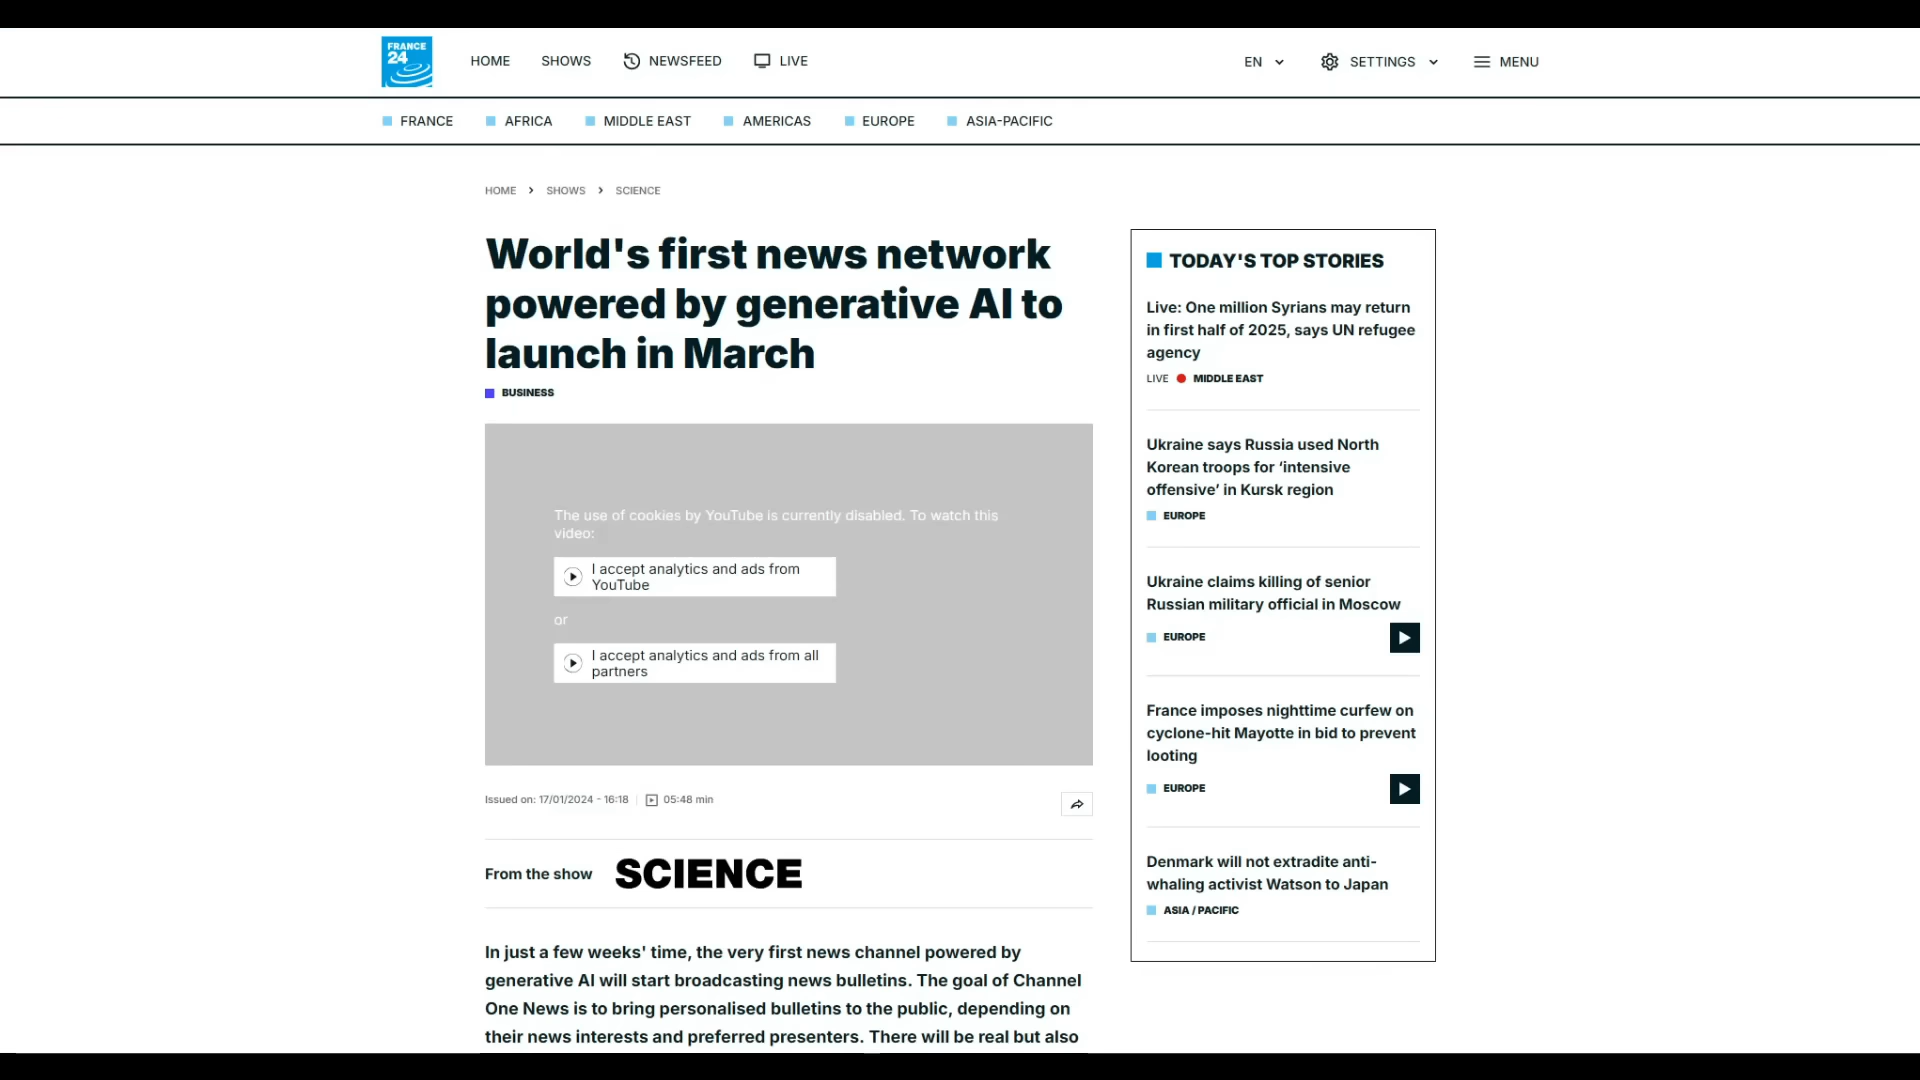 FRANCE
24
HOME
SHOWS
NEWSFEED
LIVE
EN
SETTINGS
MENU
FRANCE
AFRICA
MIDDLE EAST
AMERICAS
EUROPE
ASIA-PACIFIC
HOME
SHOWS
SCIENCE
World's first news network
powered by generative AI to
launch in March
BUSINESS
The use of cookies by YouTube is currently disabled. To watch this
video:
I accept analytics and ads from
YouTube
or
I accept analytics and ads from all
partners
Issued on: 17/01/2024 - 16:18
05:48 min
From the show
SCIENCE
In just a few weeks' time, the very first news channel powered by
generative AI will start broadcasting news bulletins. The goal of Channel
One News is to bring personalised bulletins to the public, depending on
their news interests and preferred presenters. There will be real but also
TODAY'S TOP STORIES
Live: One million Syrians may return
in first half of 2025, says UN refugee
agency
LIVE
MIDDLE EAST
Ukraine says Russia used North
Korean troops for ‘intensive
offensive’ in Kursk region
EUROPE
Ukraine claims killing of senior
Russian military official in Moscow
EUROPE
France imposes nighttime curfew on
cyclone-hit Mayotte in bid to prevent
looting
EUROPE
Denmark will not extradite anti-
whaling activist Watson to Japan
ASIA / PACIFIC